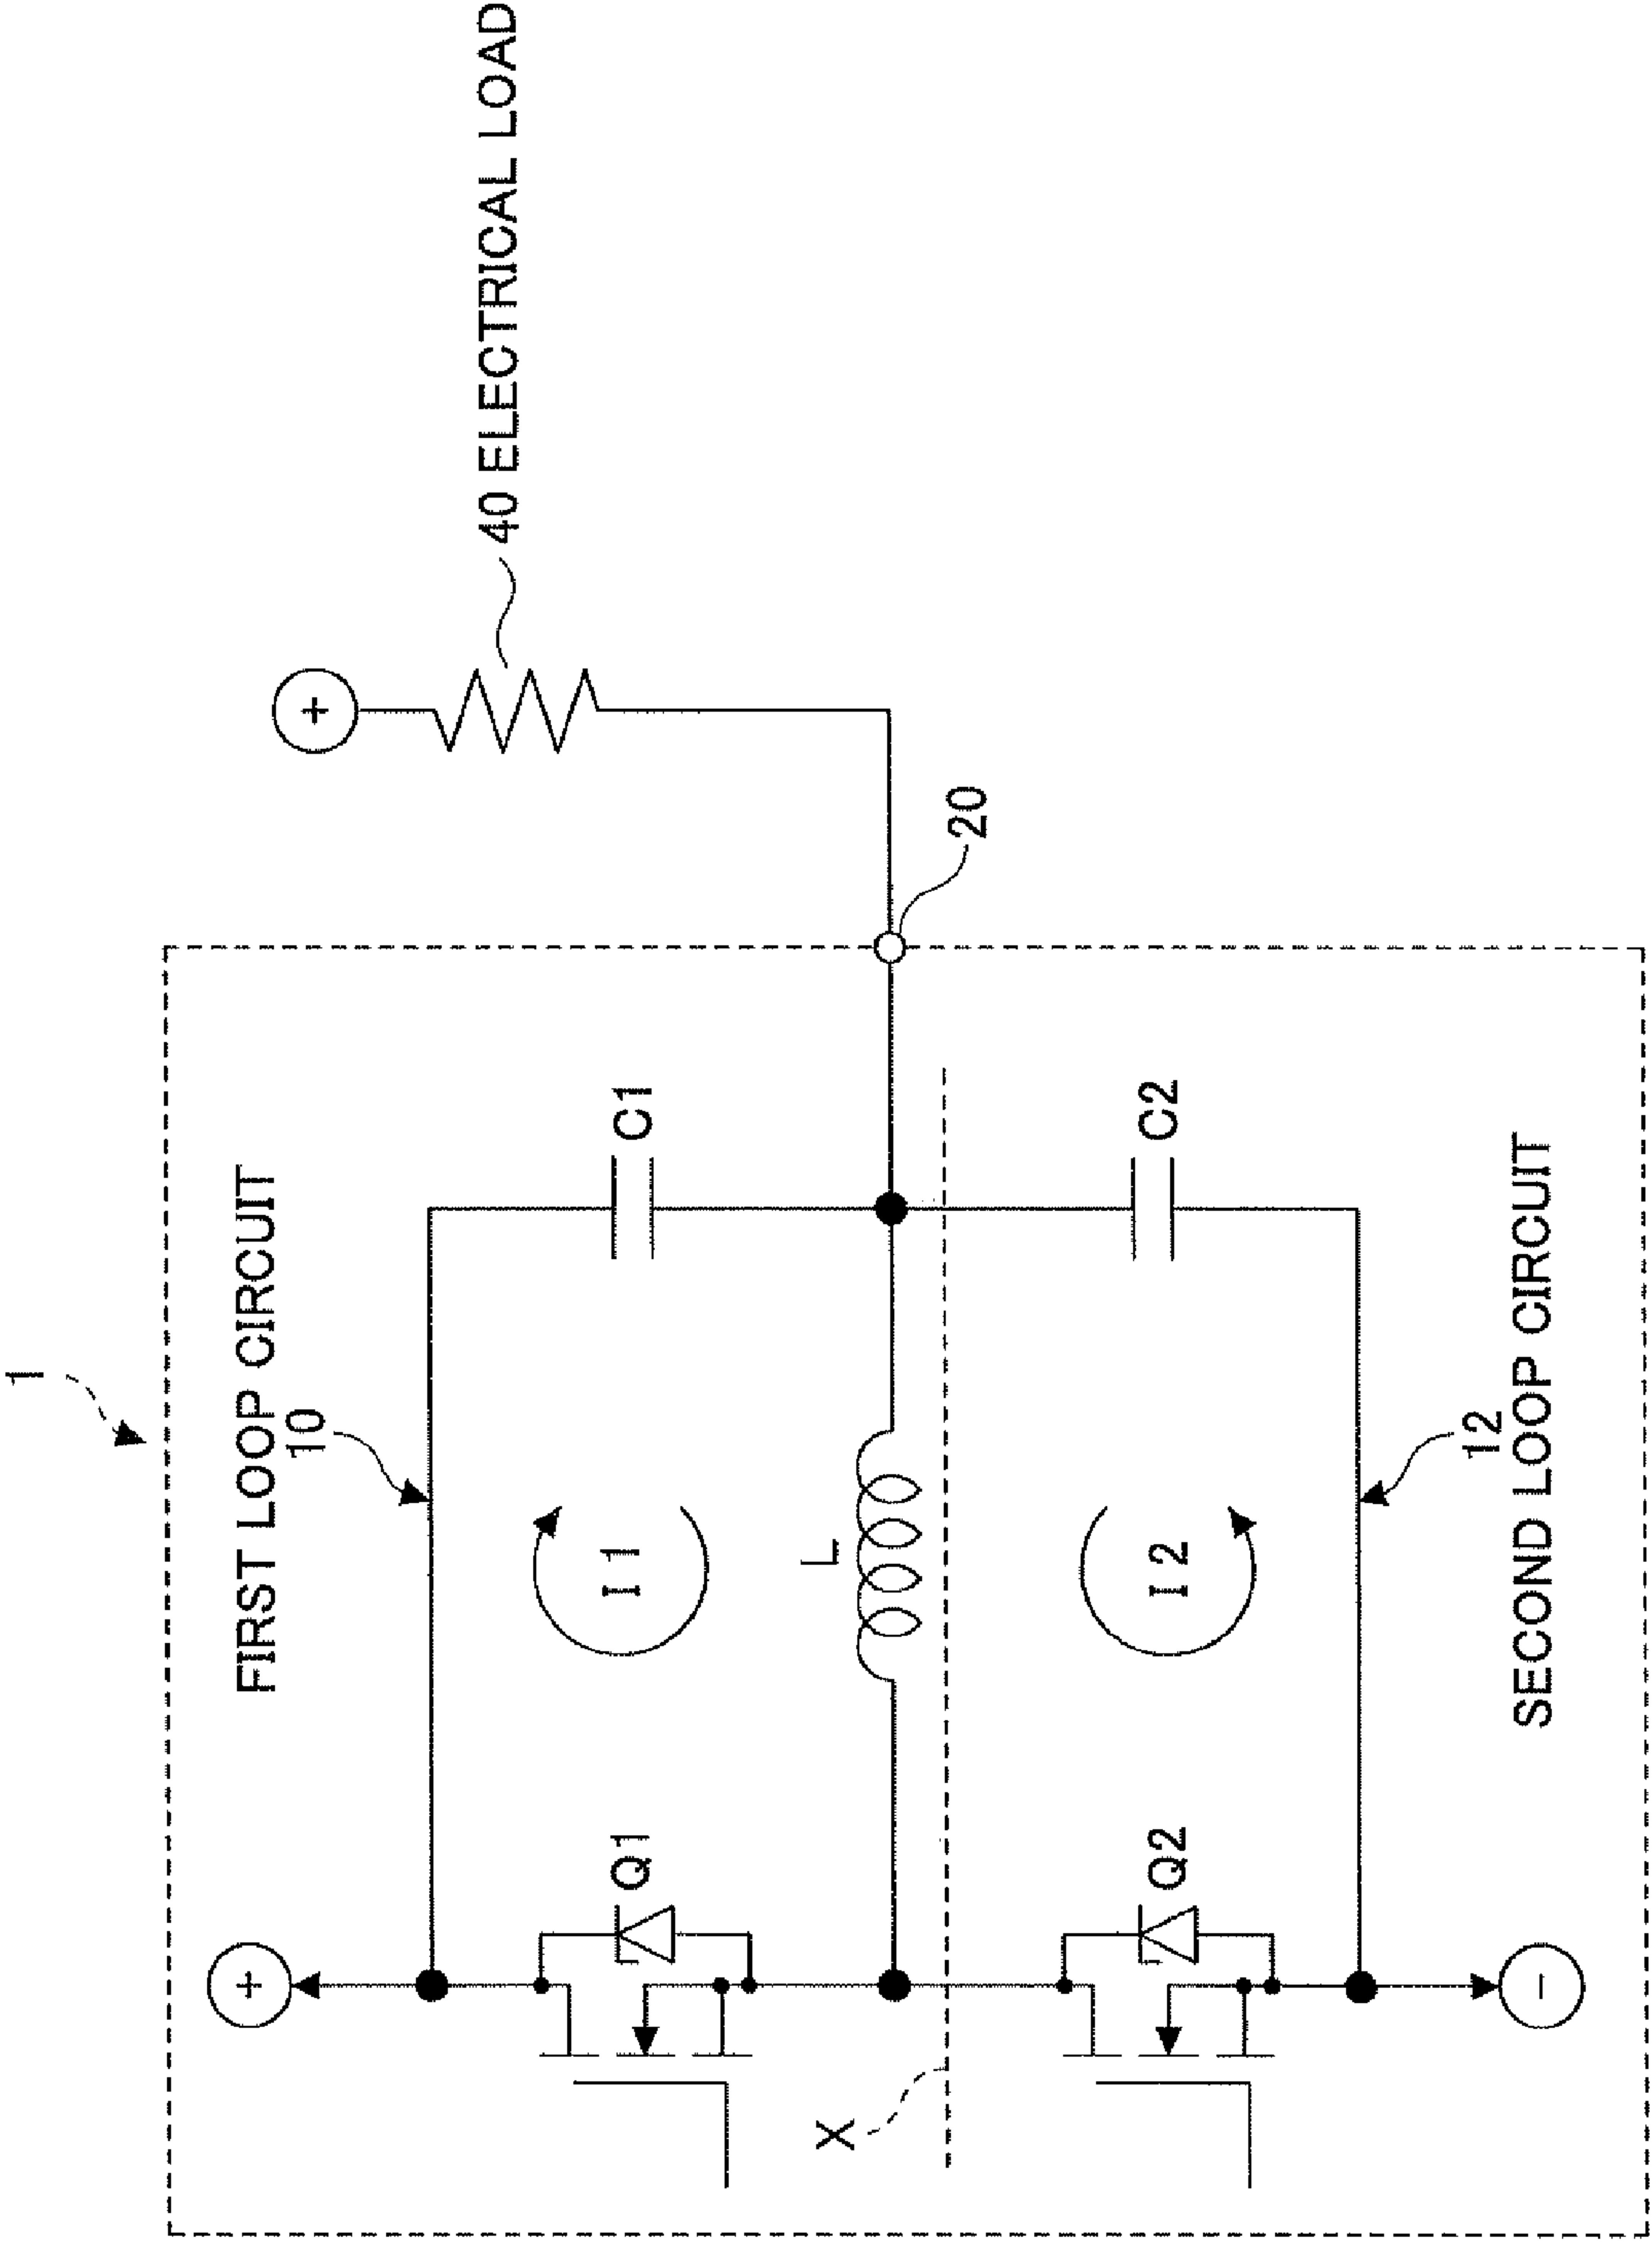 1
FIRST LOOP CIRCUIT
10
+
Q1
I1
C1
L
X
20
+
40 ELECTRICAL LOAD
Q2
I2
C2
12
SECOND LOOP CIRCUIT
-